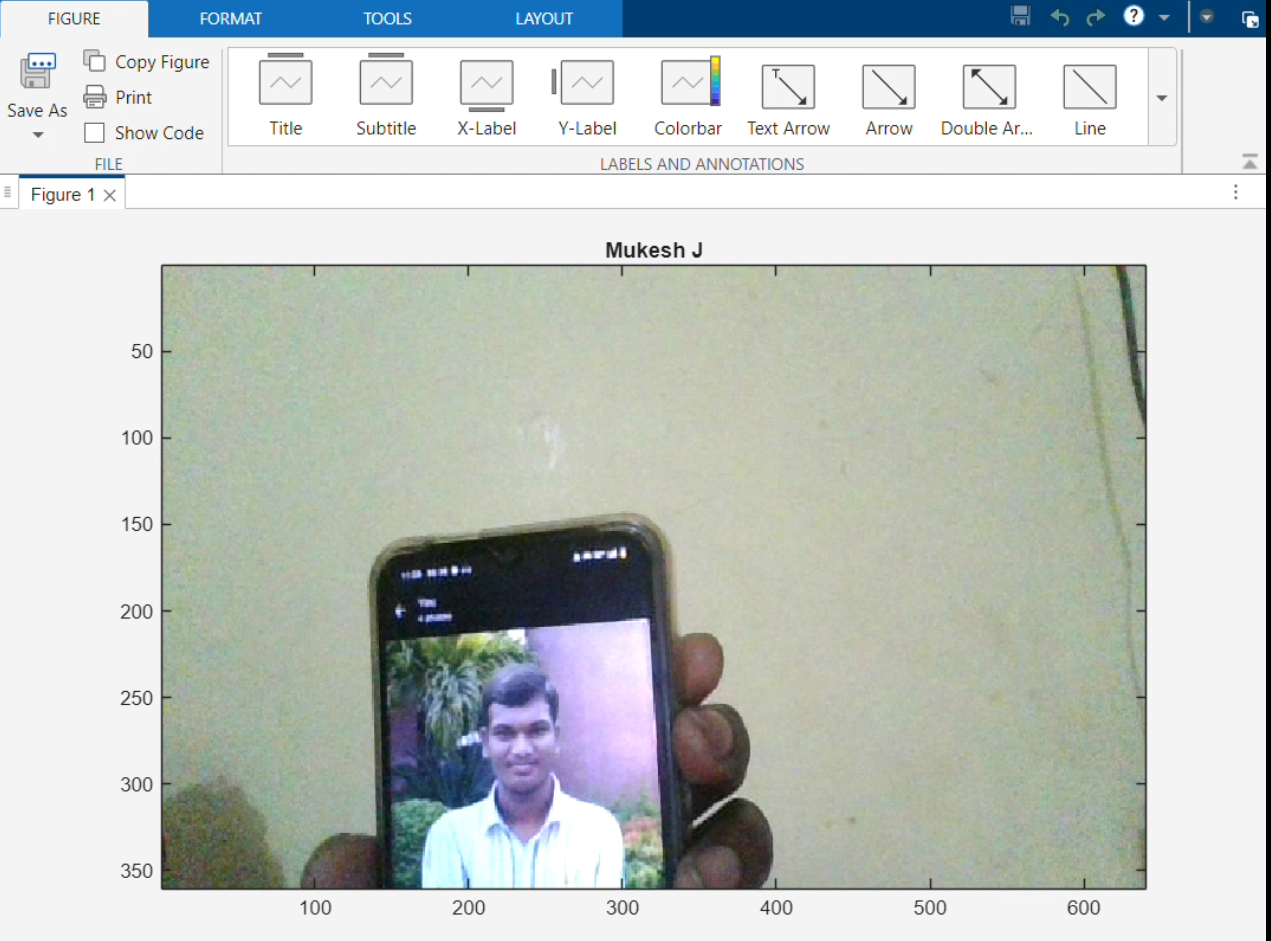 FIGURE FORMAT TOOLS LAYOUT
Save As
Copy Figure
Print
Show Code
FILE
Title Subtitle X-Label Y-Label Colorbar Text Arrow Arrow Double Ar... Line
LABELS AND ANNOTATIONS
Figure 1
Mukesh J
50
100
150
200
250
300
350
100 200 300 400 500 600